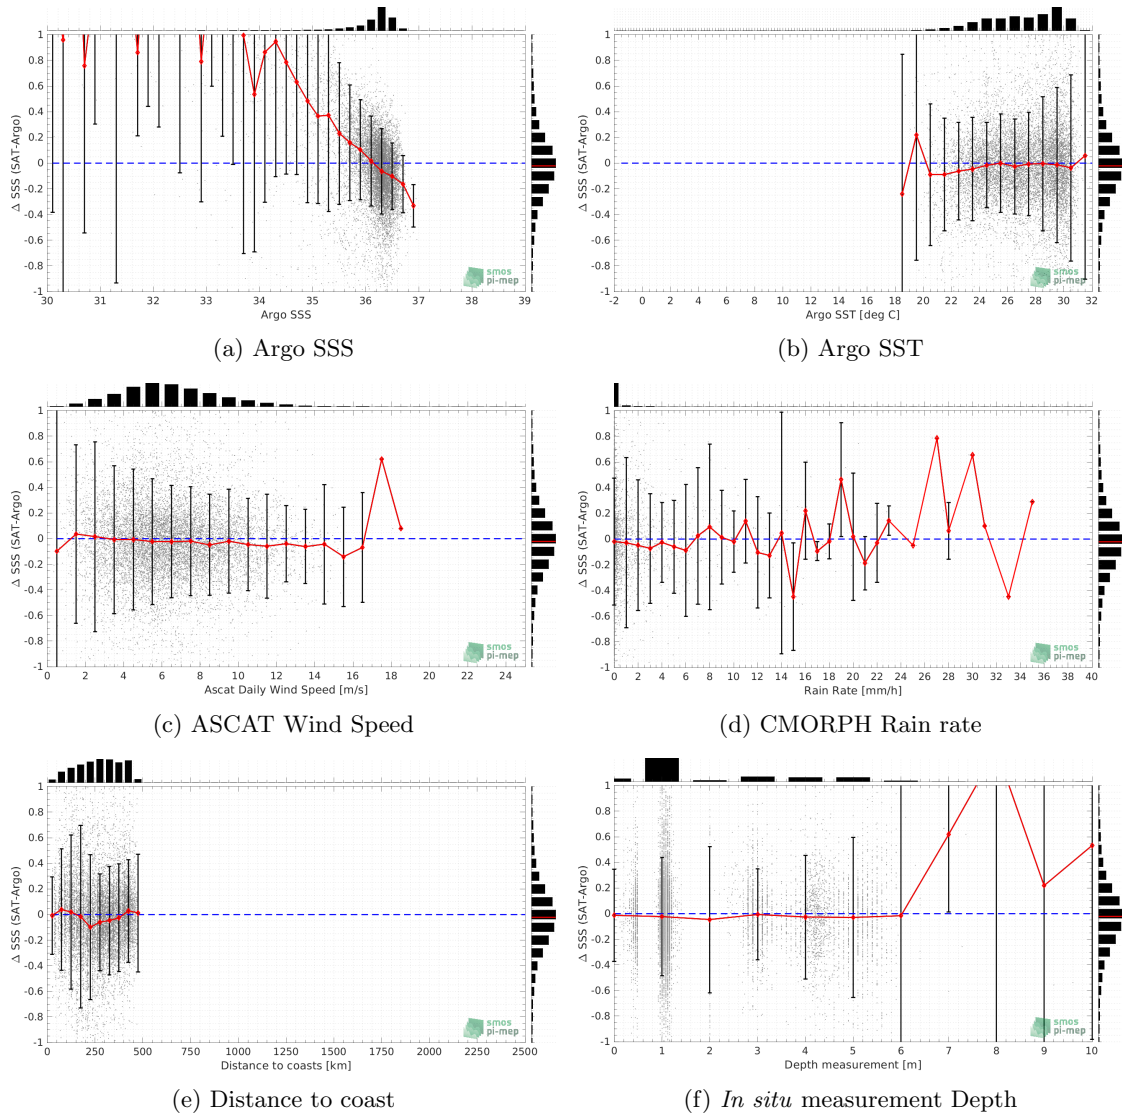 1
0.8
0.6
0.4
0.2
0
-0.2
-0.4
-0.6
-0.8
-1
Δ SSS (SAT-Argo)
30 31 32 33 34 35 36 37 38 39
Argo SSS
smos
pi-mep
(a) Argo SSS
1
0.8
0.6
0.4
0.2
0
-0.2
-0.4
-0.6
-0.8
-1
Δ SSS (SAT-Argo)
-2 0 2 4 6 8 10 12 14 16 18 20 22 24 26 28 30 32
Argo SST [deg C]
smos
pi-mep
(b) Argo SST
1
0.8
0.6
0.4
0.2
0
-0.2
-0.4
-0.6
-0.8
-1
Δ SSS (SAT-Argo)
0 2 4 6 8 10 12 14 16 18 20 22 24
Ascat Daily Wind Speed [m/s]
smos
pi-mep
(c) ASCAT Wind Speed
1
0.8
0.6
0.4
0.2
0
-0.2
-0.4
-0.6
-0.8
-1
Δ SSS (SAT-Argo)
0 2 4 6 8 10 12 14 16 18 20 22 24 26 28 30 32 34 36 38 40
Rain Rate [mm/h]
smos
pi-mep
(d) CMORPH Rain rate
1
0.8
0.6
0.4
0.2
0
-0.2
-0.4
-0.6
-0.8
-1
Δ SSS (SAT-Argo)
0 250 500 750 1000 1250 1500 1750 2000 2250 2500
Distance to coasts [km]
smos
pi-mep
(e) Distance to coast
1
0.8
0.6
0.4
0.2
0
-0.2
-0.4
-0.6
-0.8
-1
Δ SSS (SAT-Argo)
0 1 2 3 4 5 6 7 8 9 10
Depth measurement [m]
smos
pi-mep
(f) In situ measurement Depth